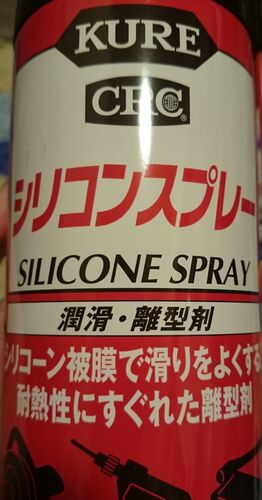 KURE
CRC®
シリコンスプレー
SILICONE SPRAY
潤滑・離型剤
シリコーン被膜で滑りをよくする
耐熱性にすぐれた離型剤